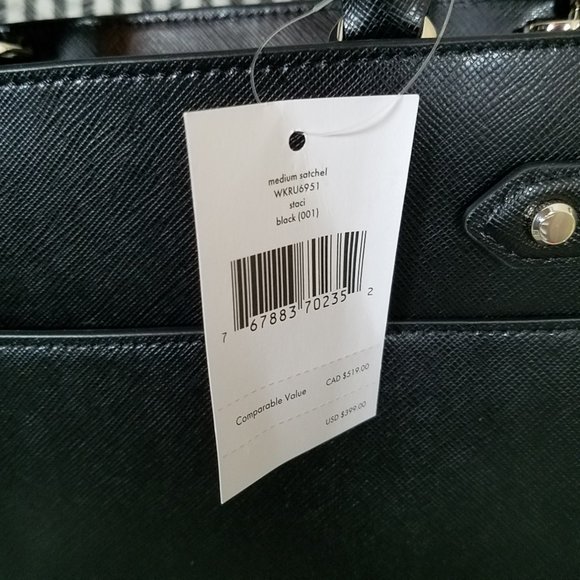 medium satchel
WKRU6951
staci
black (001)
7 67883 70235 2
Comparable Value CAD $519.00
USD $399.00